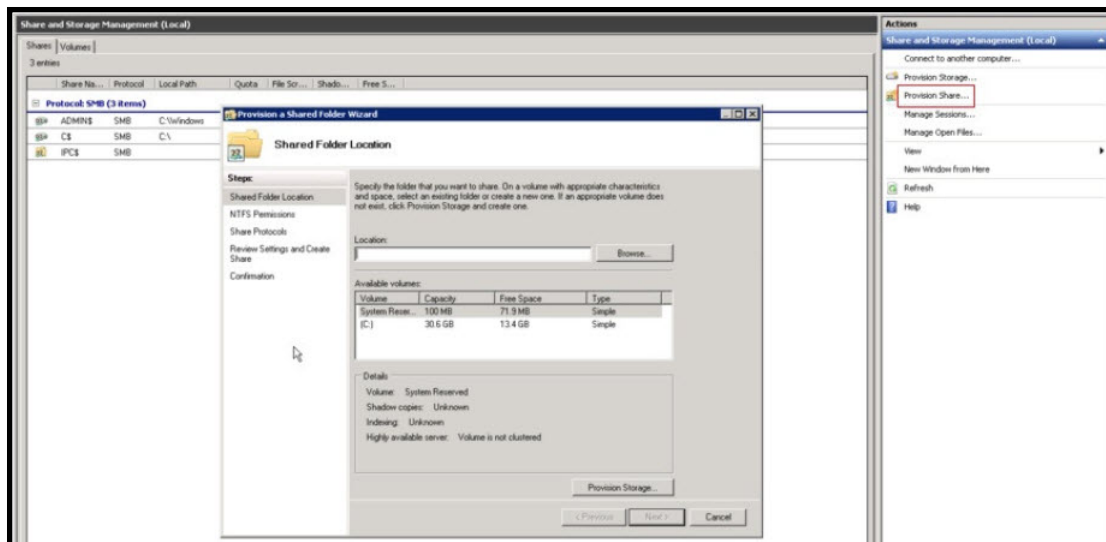 Share and Storage Management (Local)
Shares Volumes
3 entries
Share Na... Protocol Local Path Quota File Scr... Shado... Free S...
Protocol: SMB (3 items)
ADMIN$ SMB C:\Windows
C$ SMB C:\
IPC$ SMB
Provision a Shared Folder Wizard
Shared Folder Location
Steps:
Shared Folder Location
NTFS Permissions
Share Protocols
Review Settings and Create
Share
Confirmation
Specify the folder that you want to share. On a volume with appropriate characteristics
and space, select an existing folder or create a new one. If an appropriate volume does
not exist, click Provision Storage and create one.
Location:
Browse...
Available volumes:
Volume Capacity Free Space Type
System Reser... 100 MB 71.9 MB Simple
(C:) 30.6 GB 13.4 GB Simple
Details
Volume: System Reserved
Shadow copies: Unknown
Indexing: Unknown
Highly available server: Volume is not clustered
Provision Storage...
< Previous Next > Cancel
Actions
Share and Storage Management (Local)
Connect to another computer...
Provision Storage...
Provision Share...
Manage Sessions...
Manage Open Files...
View
New Window from Here
Refresh
Help